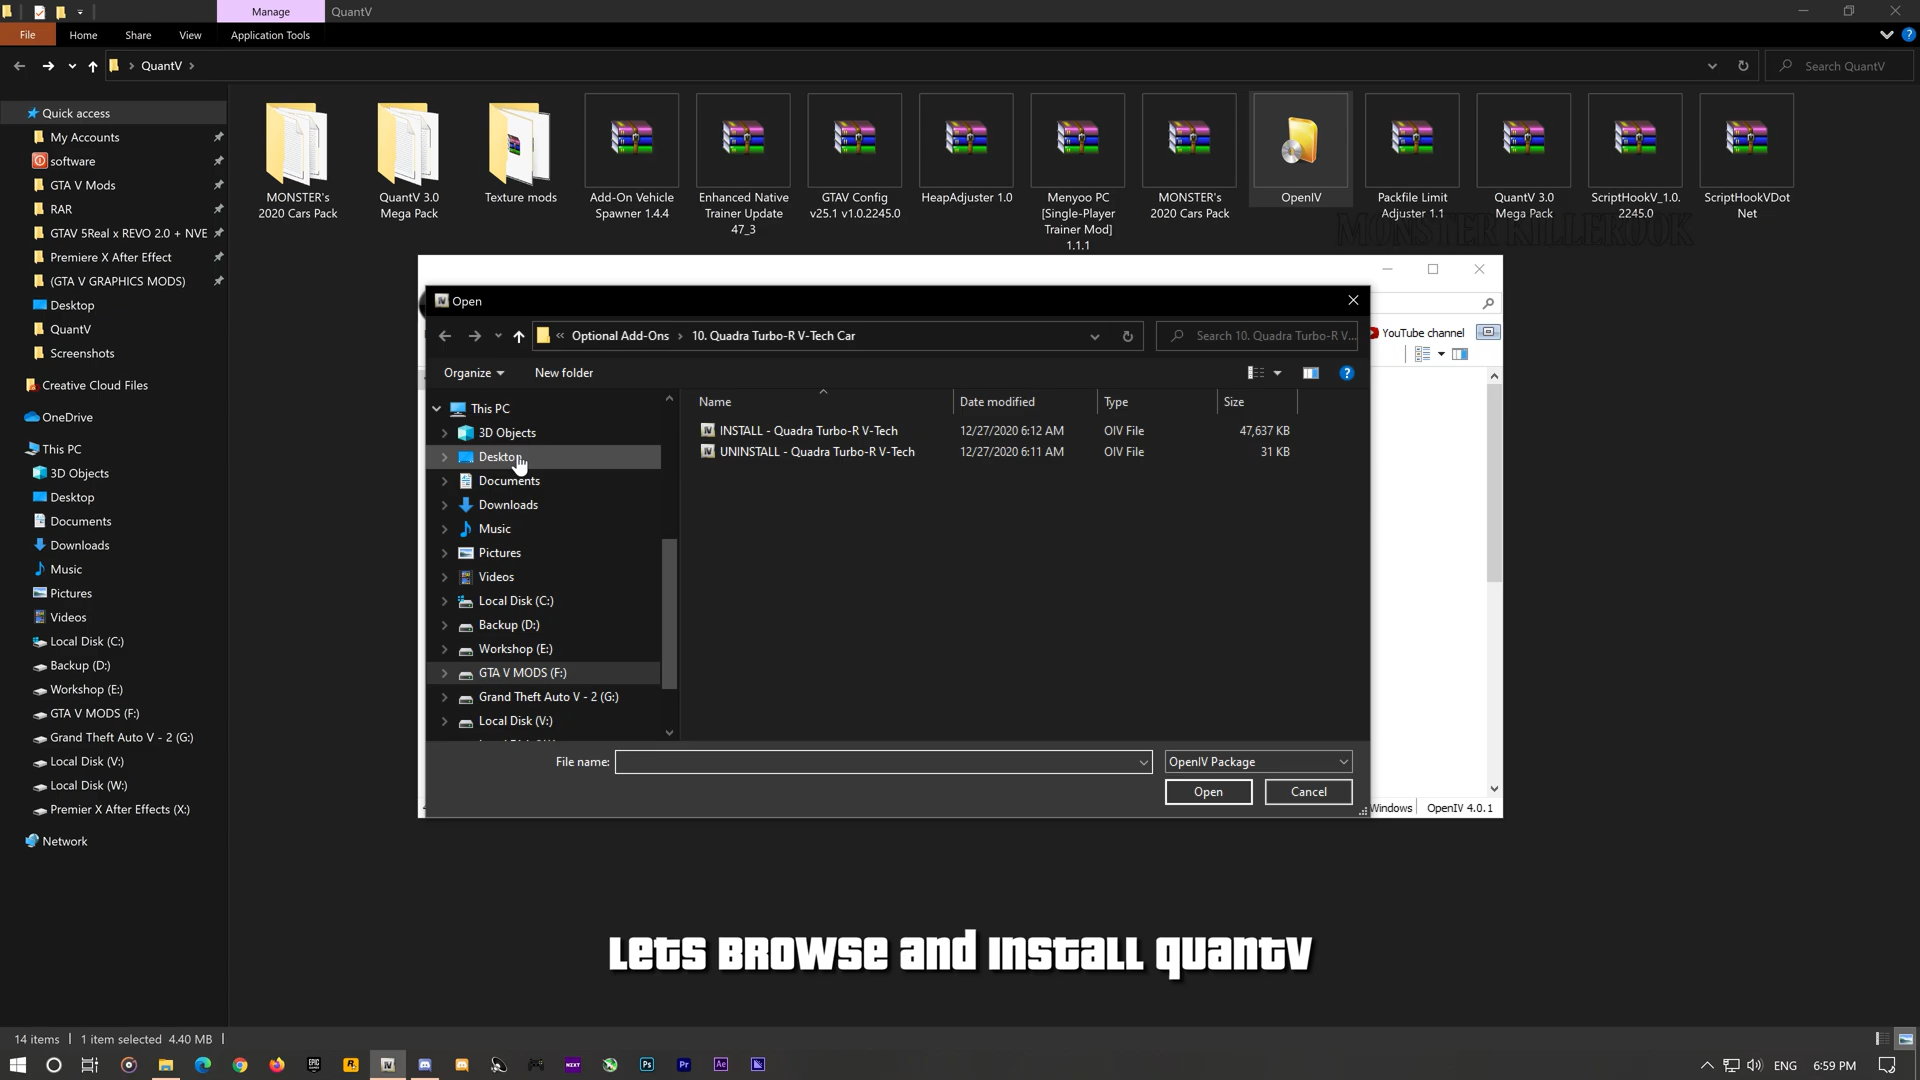 Manage
QuantV
File
Home
Share
View
Application Tools
QuantV
Search QuantV
Quick access
My Accounts
software
GTA V Mods
RAR
GTAV 5Real x REVO 2.0 + NVE
Premiere X After Effect
(GTA V GRAPHICS MODS)
Desktop
QuantV
Screenshots
Creative Cloud Files
OneDrive
This PC
3D Objects
Desktop
Documents
Downloads
Music
Pictures
Videos
Local Disk (C:)
Backup (D:)
Workshop (E:)
GTA V MODS (F:)
Grand Theft Auto V - 2 (G:)
Local Disk (V:)
Local Disk (W:)
Premier X After Effects (X:)
Network
MONSTER's
2020 Cars Pack
QuantV 3.0
Mega Pack
Texture mods
Add-On Vehicle
Spawner 1.4.4
Enhanced Native
Trainer Update
47_3
GTAV Config
v25.1 v1.0.2245.0
HeapAdjuster 1.0
Menyoo PC
[Single-Player
Trainer Mod]
1.1.1
MONSTER's
2020 Cars Pack
OpenIV
Packfile Limit
Adjuster 1.1
QuantV 3.0
Mega Pack
ScriptHookV_1.0.
2245.0
ScriptHookVDot
Net
MONSTER KILLEROOK
Open
Optional Add-Ons
10. Quadra Turbo-R V-Tech Car
Search 10. Quadra Turbo-R V...
YouTube channel
Organize
New folder
This PC
3D Objects
Desktop
Documents
Downloads
Music
Pictures
Videos
Local Disk (C:)
Backup (D:)
Workshop (E:)
GTA V MODS (F:)
Grand Theft Auto V - 2 (G:)
Local Disk (V:)
Name
Date modified
Type
Size
INSTALL - Quadra Turbo-R V-Tech
12/27/2020 6:12 AM
OIV File
47,637 KB
UNINSTALL - Quadra Turbo-R V-Tech
12/27/2020 6:11 AM
OIV File
31 KB
File name:
OpenIV Package
Open
Cancel
Windows
OpenIV 4.0.1
Lets Browse and Install QuantV
14 items
1 item selected 4.40 MB
ENG
6:59 PM